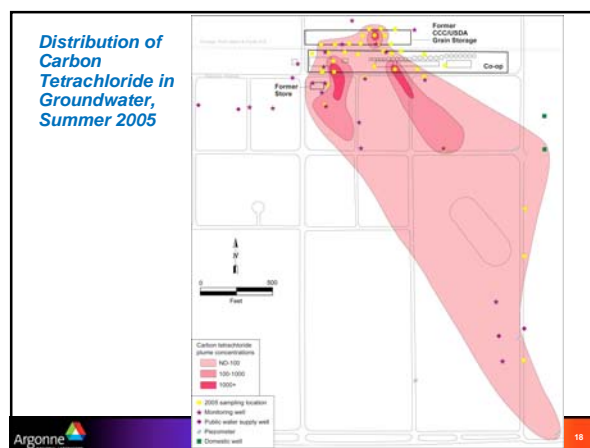 Distribution of
Carbon
Tetrachloride in
Groundwater,
Summer 2005
Former
CCC/USDA
Grain Storage
Co-op
Former
Store
N
0 500
Feet
Carbon tetrachloride
plume concentrations
ND-100
100-1000
1000+
2005 sampling location
Monitoring well
Public water supply well
Piezometer
Domestic well
Argonne
18